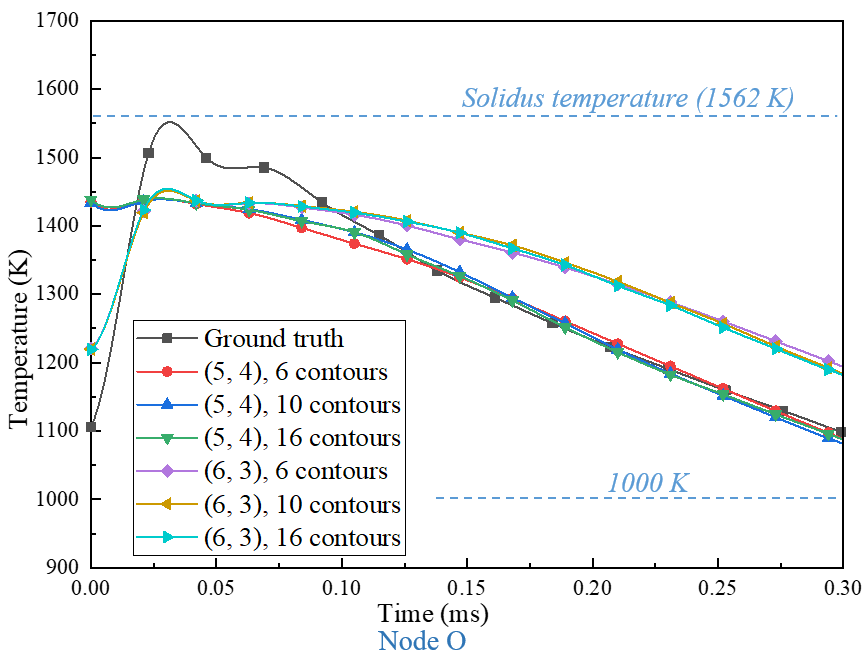 1700
1600
1500
1400
1300
1200
1100
1000
900
Temperature (K)
Solidus temperature (1562 K)
1000 K
Ground truth
(5, 4), 6 contours
(5, 4), 10 contours
(5, 4), 16 contours
(6, 3), 6 contours
(6, 3), 10 contours
(6, 3), 16 contours
0.00 0.05 0.10 0.15 0.20 0.25 0.30
Time (ms)
Node O